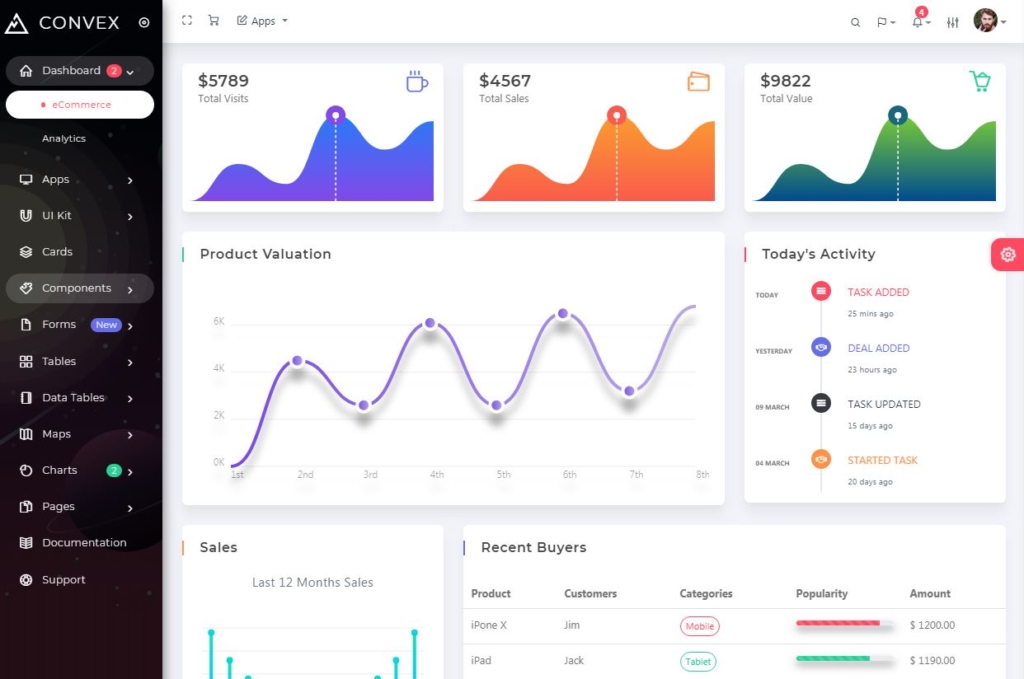 CONVEX
Dashboard 2
eCommerce
Analytics
Apps
UI Kit
Cards
Components
Forms New
Tables
Data Tables
Maps
Charts 2
Pages
Documentation
Support
Apps
4
$5789
Total Visits
$4567
Total Sales
$9822
Total Value
Product Valuation
6K
4K
2K
0K
1st 2nd 3rd 4th 5th 6th 7th 8th
Today's Activity
TODAY TASK ADDED
25 mins ago
YESTERDAY DEAL ADDED
23 hours ago
09 MARCH TASK UPDATED
15 days ago
04 MARCH STARTED TASK
20 days ago
Sales
Last 12 Months Sales
Recent Buyers
Product Customers Categories Popularity Amount
iPone X Jim Mobile $ 1200.00
iPad Jack Tablet $ 1190.00